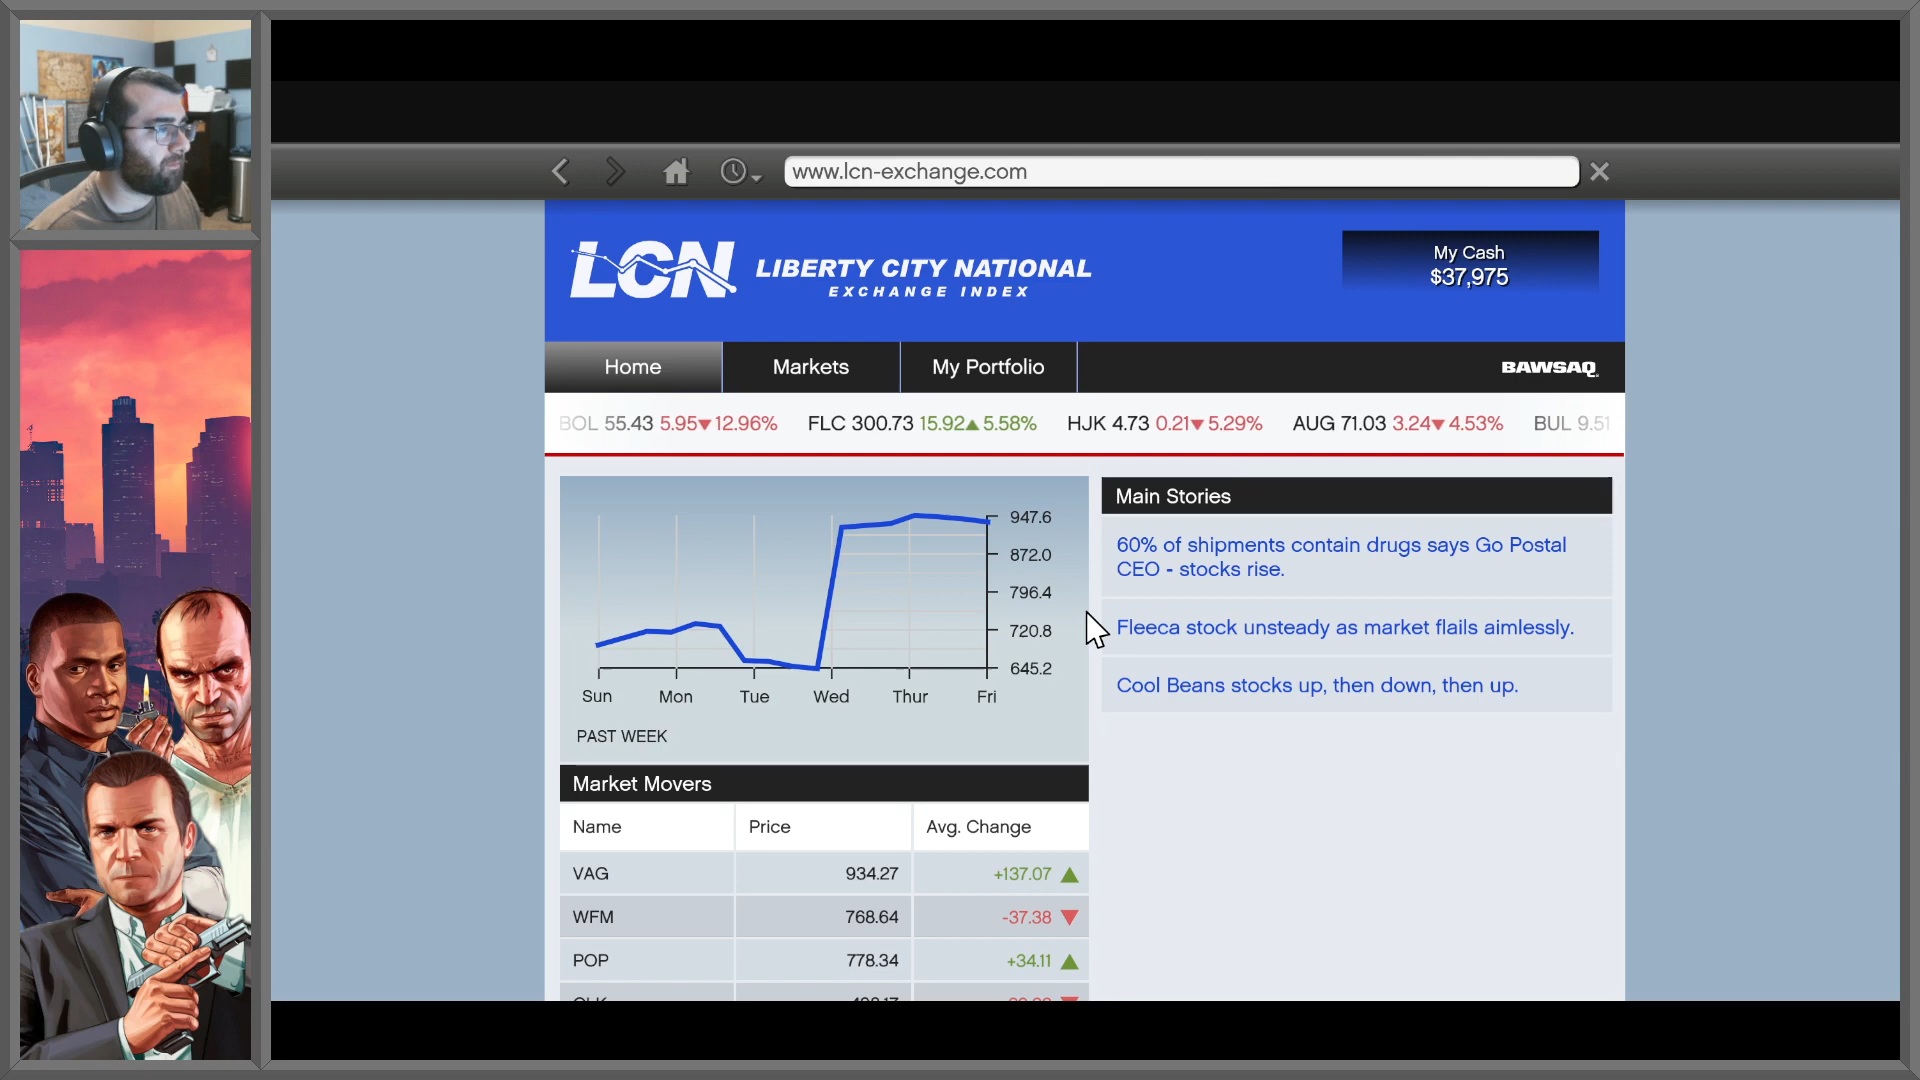 www.lcn-exchange.com
LCN
LIBERTY CITY NATIONAL
EXCHANGE INDEX
My Cash
$37,975
Home
Markets
My Portfolio
BAWSAQ
BOL 55.43 5.95▼12.96%
FLC 300.73 15.92▲5.58%
HJK 4.73 0.21▼5.29%
AUG 71.03 3.24▼4.53%
BUL 9.51
947.6
872.0
796.4
720.8
645.2
Sun Mon Tue Wed Thur Fri
PAST WEEK
Main Stories
60% of shipments contain drugs says Go Postal
CEO - stocks rise.
Fleeca stock unsteady as market flails aimlessly.
Cool Beans stocks up, then down, then up.
Market Movers
Name Price Avg. Change
VAG 934.27 +137.07 ▲
WFM 768.64 -37.38 ▼
POP 778.34 +34.11 ▲